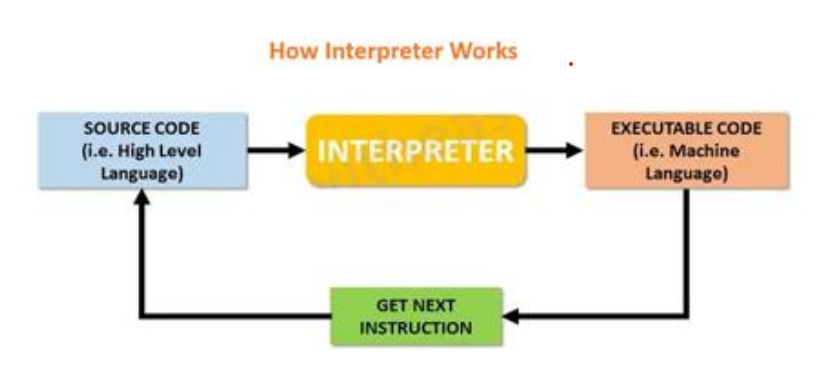 How Interpreter Works
SOURCE CODE
(i.e. High Level
Language)
INTERPRETER
EXECUTABLE CODE
(i.e. Machine
Language)
GET NEXT
INSTRUCTION